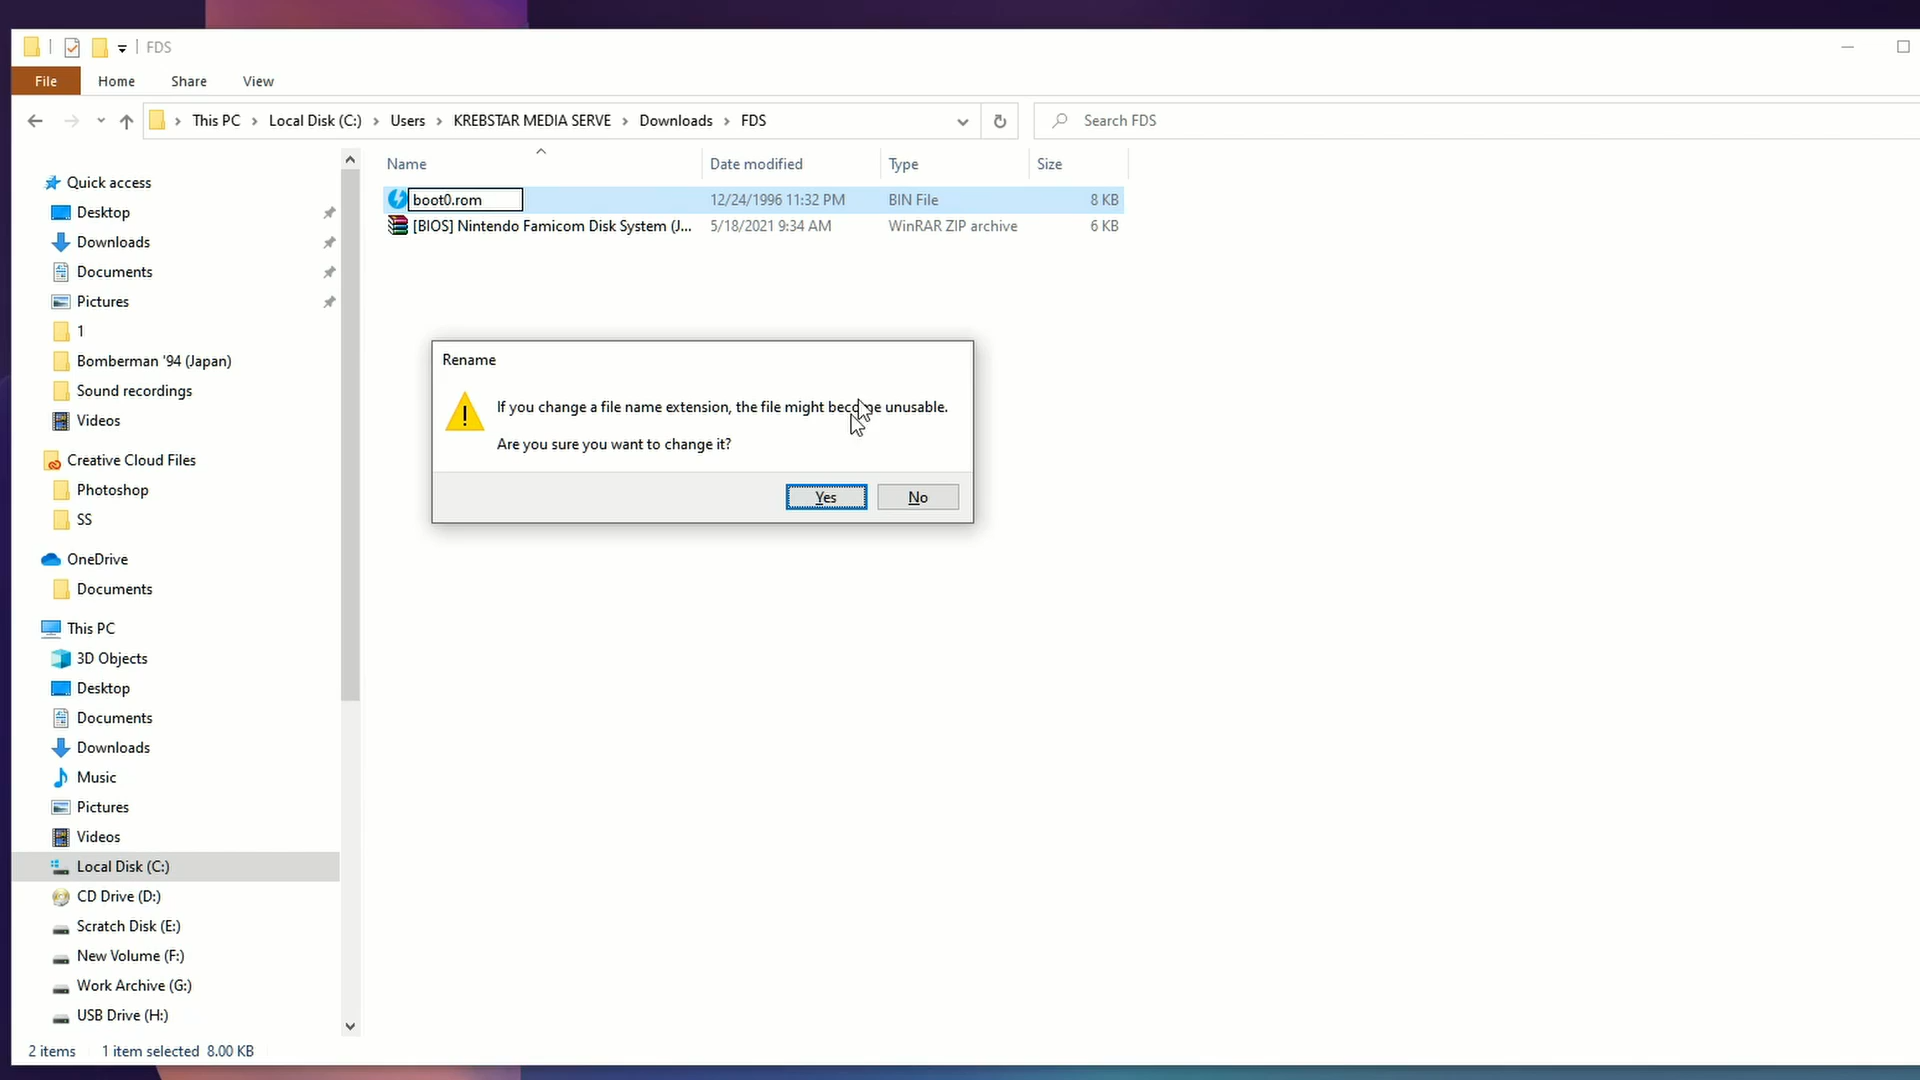 FDS
File Home Share View
This PC Local Disk (C:) Users KREBSTAR MEDIA SERVE Downloads FDS
Search FDS
Name Date modified Type Size
boot0.rom 12/24/1996 11:32 PM BIN File 8 KB
[BIOS] Nintendo Famicom Disk System (J... 5/18/2021 9:34 AM WinRAR ZIP archive 6 KB
Quick access
Desktop
Downloads
Documents
Pictures
1
Bomberman '94 (Japan)
Sound recordings
Videos
Creative Cloud Files
Photoshop
SS
OneDrive
Documents
This PC
3D Objects
Desktop
Documents
Downloads
Music
Pictures
Videos
Local Disk (C:)
CD Drive (D:)
Scratch Disk (E:)
New Volume (F:)
Work Archive (G:)
USB Drive (H:)
Rename
If you change a file name extension, the file might become unusable.
Are you sure you want to change it?
Yes No
2 items 1 item selected 8.00 KB